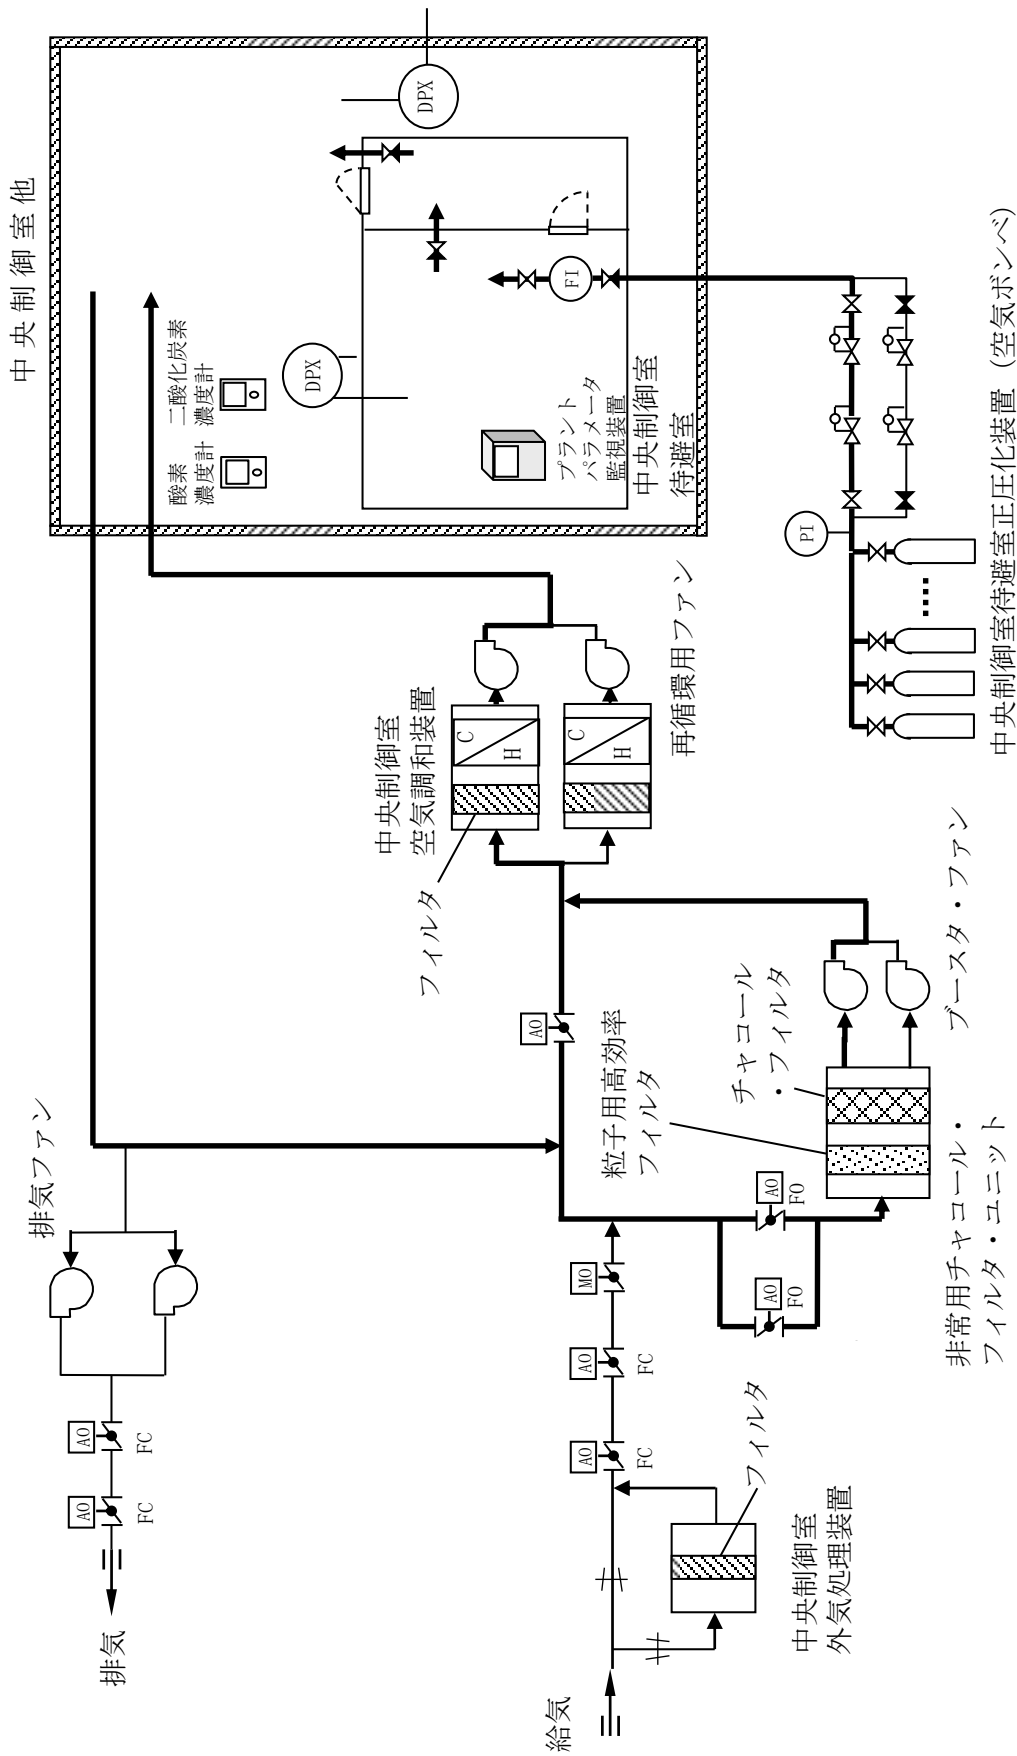 中央制御室他
DPX
DPX
二酸化炭素
濃度計
酸素
濃度計
FI
プラント
パラメータ
監視装置
中央制御室
待避室
PI
中央制御室待避室正圧化装置（空気ボンベ）
排気ファン
AO
FC
AO
FC
排気
中央制御室
空気調和装置
フィルタ
C
H
C
H
再循環用ファン
AO
粒子用高効率
フィルタ
チャコール
・フィルタ
ブースタ・ファン
非常用チャコール・
フィルタ・ユニット
AO
FO
AO
FO
MO
AO
FC
AO
FC
フィルタ
中央制御室
外気処理装置
給気